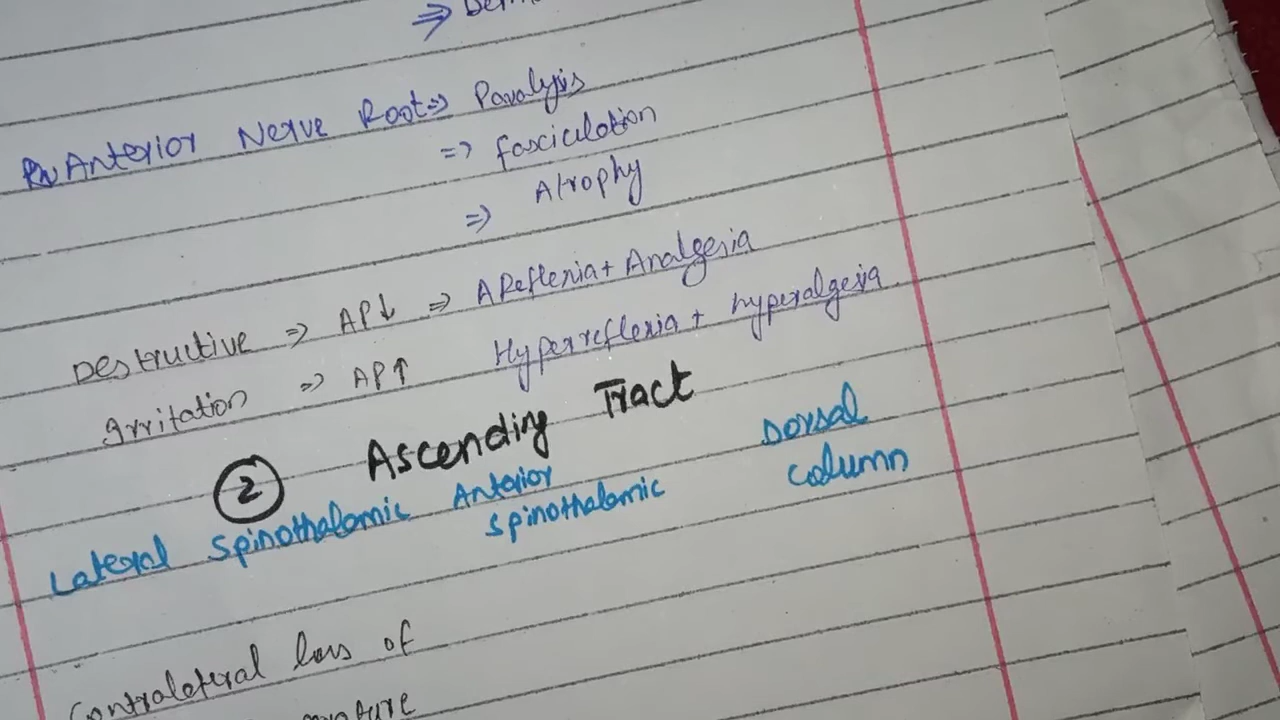 ⇒
Anterior Nerve Root ⇒ Paralysis
⇒ fasciculation
⇒ Atrophy
Destructive ⇒ AP↓ ⇒ AReflexia + Analgesia
Irritation ⇒ AP↑ Hyperreflexia + hyperalgesia
② Ascending Tract
Lateral Spinothalamic Anterior spinothalamic Dorsal column
Contralateral loss of